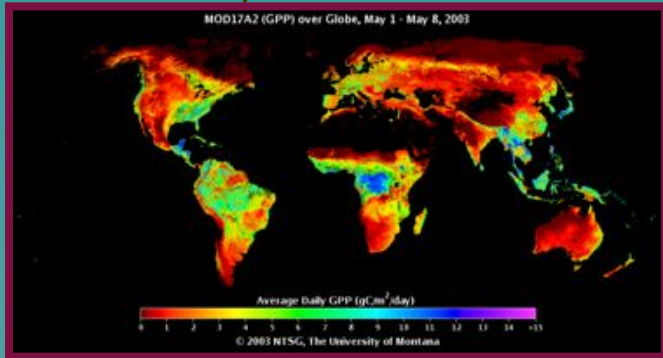 MOD17A2 (GPP) over Globe, May 1 - May 8, 2003
Average Daily GPP (gC/m²/day)
0 1 2 3 4 5 6 7 8 9 10 11 12 13 14 +15
© 2003 NTSG, The University of Montana